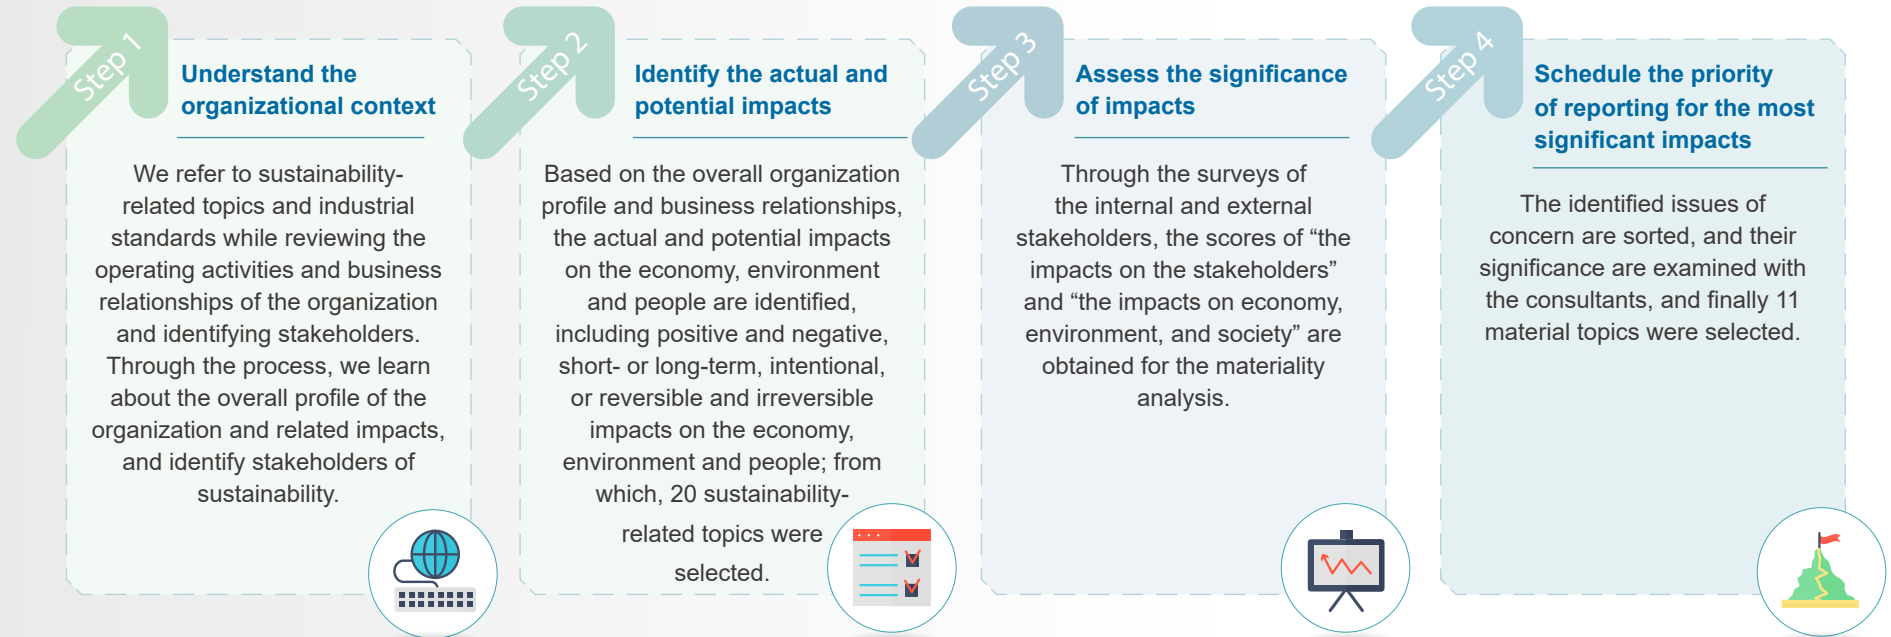 Step 1
Understand the
organizational context
We refer to sustainability-
related topics and industrial
standards while reviewing the
operating activities and business
relationships of the organization
and identifying stakeholders.
Through the process, we learn
about the overall profile of the
organization and related impacts,
and identify stakeholders of
sustainability.
Step 2
Identify the actual and
potential impacts
Based on the overall organization
profile and business relationships,
the actual and potential impacts
on the economy, environment
and people are identified,
including positive and negative,
short- or long-term, intentional,
or reversible and irreversible
impacts on the economy,
environment and people; from
which, 20 sustainability-
related topics were
selected.
Step 3
Assess the significance
of impacts
Through the surveys of
the internal and external
stakeholders, the scores of “the
impacts on the stakeholders”
and “the impacts on economy,
environment, and society” are
obtained for the materiality
analysis.
Step 4
Schedule the priority
of reporting for the most
significant impacts
The identified issues of
concern are sorted, and their
significance are examined with
the consultants, and finally 11
material topics were selected.